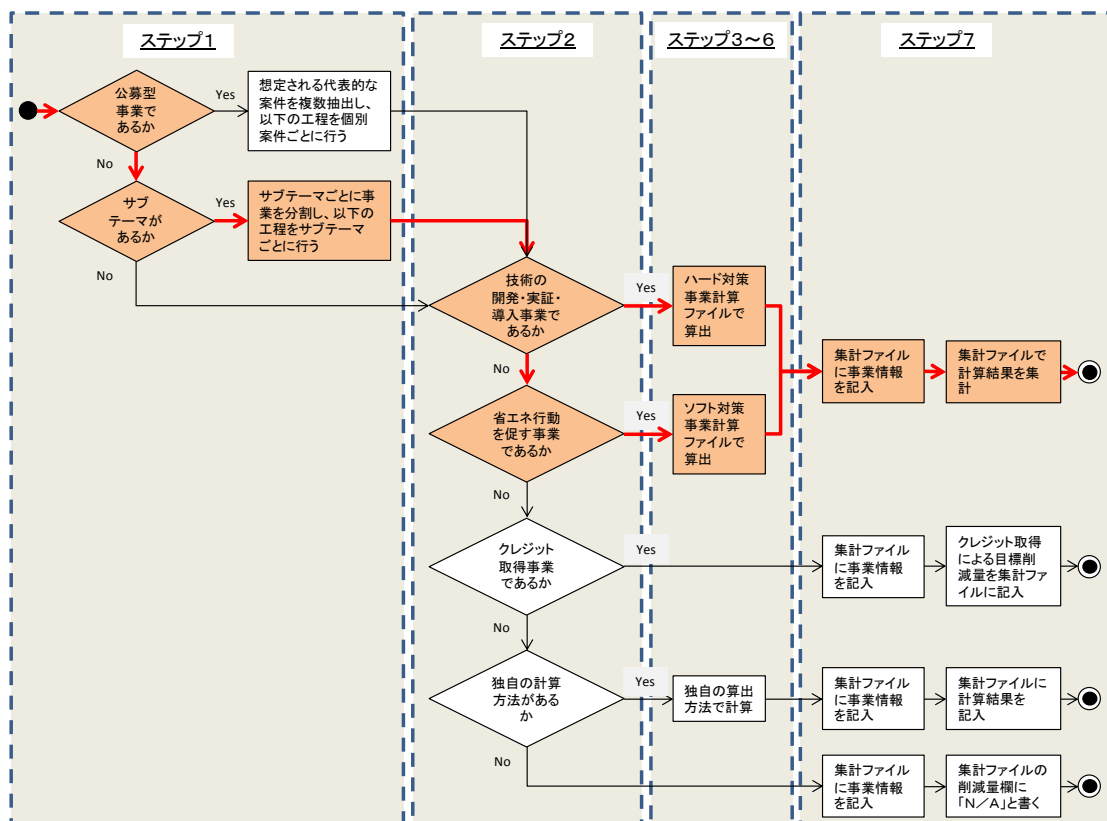 ステップ1
ステップ2
ステップ3～6
ステップ7
公募型
事業で
あるか
Yes
想定される代表的な
案件を複数抽出し、
以下の工程を個別
案件ごとに行う
No
サブ
テーマが
あるか
Yes
サブテーマごとに事
業を分割し、以下の
工程をサブテーマ
ごとに行う
No
技術の
開発・実証・
導入事業で
あるか
Yes
ハード対策
事業計算
ファイルで
算出
No
集計ファイル
に事業情報
を記入
集計ファイルで
計算結果を集
計
省エネ行動
を促す事業
であるか
Yes
ソフト対策
事業計算
ファイルで
算出
No
クレジット
取得事業
であるか
Yes
集計ファイル
に事業情報
を記入
クレジット取得
による目標削
減量を集計ファ
イルに記入
No
独自の計算
方法がある
か
Yes
独自の算出
方法で計算
集計ファイル
に事業情報
を記入
集計ファイルに
計算結果を
記入
No
集計ファイル
に事業情報
を記入
集計ファイルの
削減量欄に
「N／A」と書く